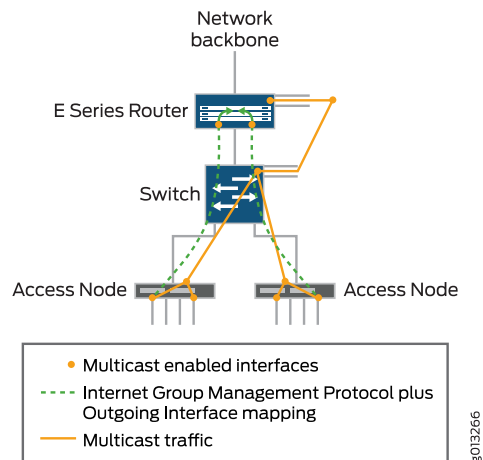 Network
backbone
E Series Router
Switch
Access Node
Access Node
Multicast enabled interfaces
Internet Group Management Protocol plus
Outgoing Interface mapping
Multicast traffic
g013266